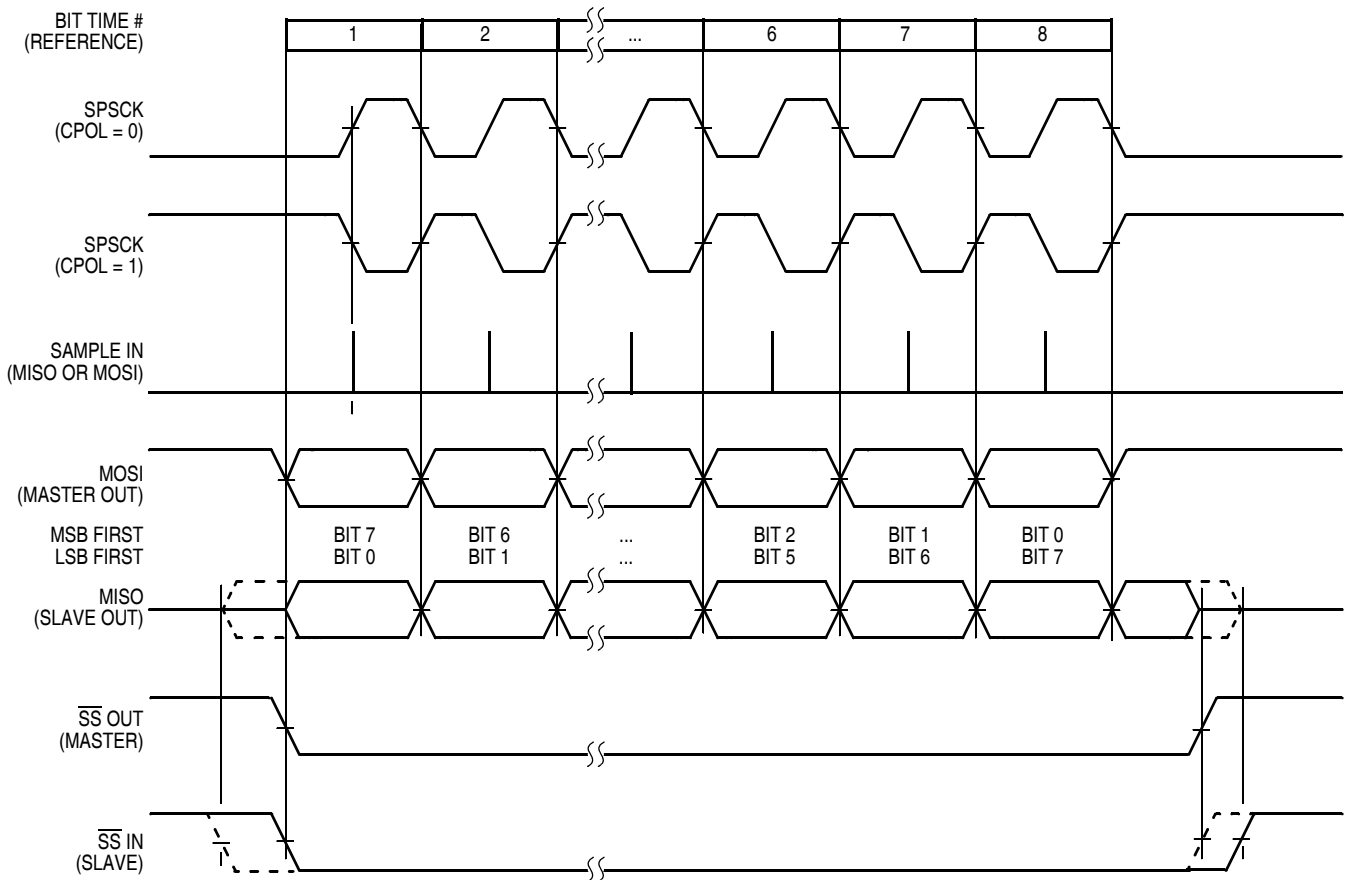 BIT TIME #
(REFERENCE)
1 2 ... 6 7 8
SPSCK
(CPOL = 0)
SPSCK
(CPOL = 1)
SAMPLE IN
(MISO OR MOSI)
MOSI
(MASTER OUT)
MSB FIRST BIT 7 BIT 6 ... BIT 2 BIT 1 BIT 0
LSB FIRST BIT 0 BIT 1 ... BIT 5 BIT 6 BIT 7
MISO
(SLAVE OUT)
S̅S̅ OUT
(MASTER)
S̅S̅ IN
(SLAVE)